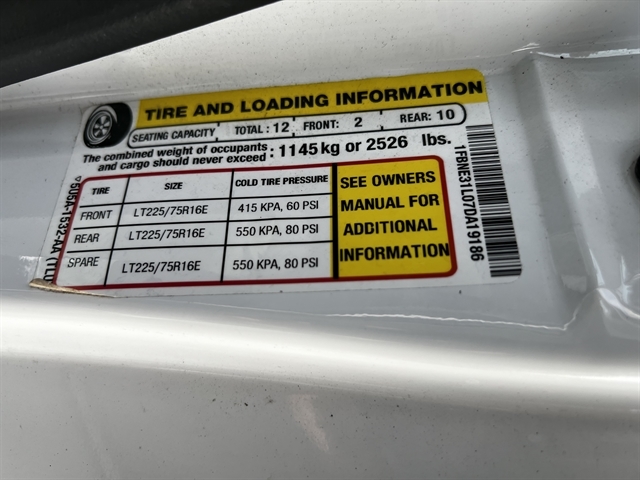 TIRE AND LOADING INFORMATION
SEATING CAPACITY TOTAL : 12 FRONT: 2 REAR: 10
The combined weight of occupants and cargo should never exceed : 1145 kg or 2526 lbs.
TIRE SIZE COLD TIRE PRESSURE
FRONT LT225/75R16E 415 KPA, 60 PSI
REAR LT225/75R16E 550 KPA, 80 PSI
SPARE LT225/75R16E 550 KPA, 80 PSI
SEE OWNERS
MANUAL FOR
ADDITIONAL
INFORMATION
1FBNE31L07DA19186